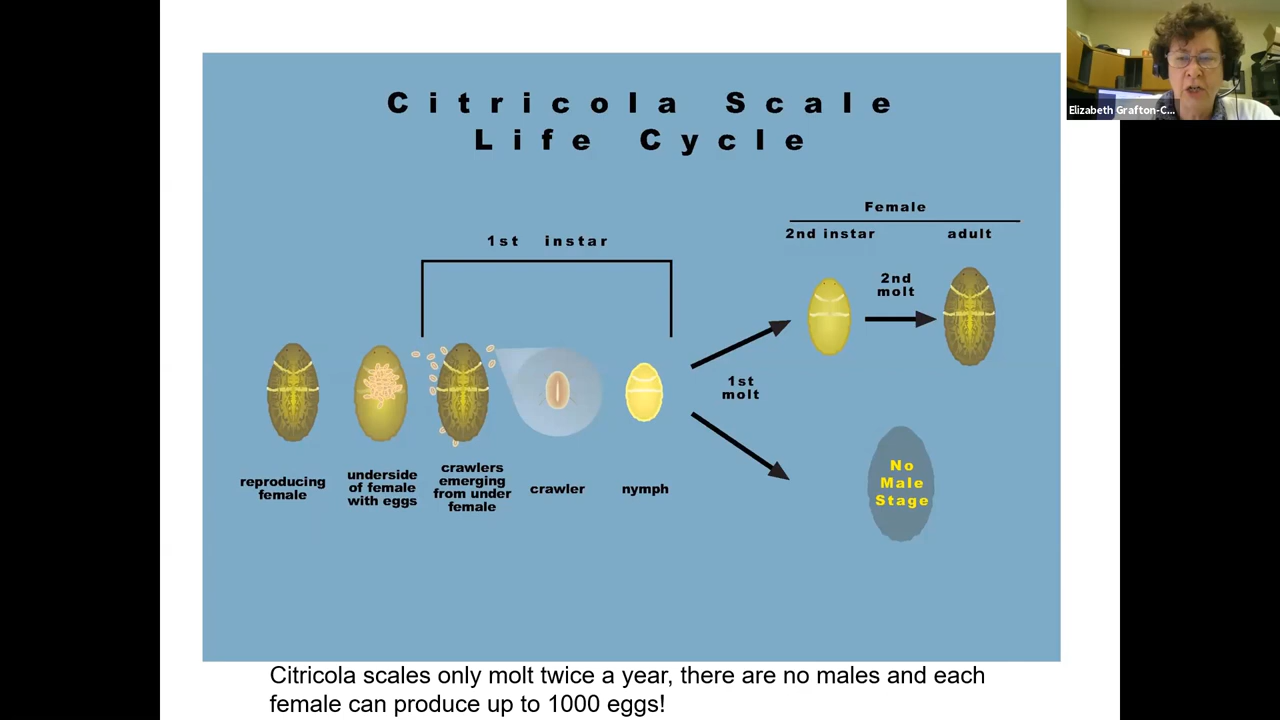 Citricola Scale
Life Cycle
Elizabeth Grafton-C...
Female
2nd instar
adult
1st instar
2nd
molt
1st
molt
reproducing
female
underside
of female
with eggs
crawlers
emerging
from under
female
crawler
nymph
No
Male
Stage
Citricola scales only molt twice a year, there are no males and each
female can produce up to 1000 eggs!